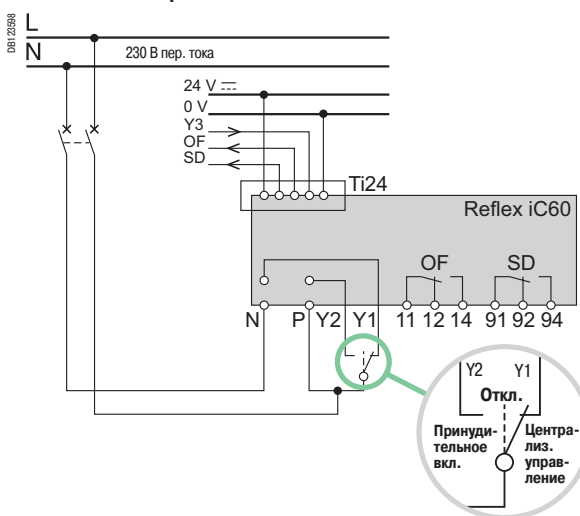 DB123598
L
N
230 В пер. тока
24 V
0 V
Y3
OF
SD
Ti24
Reflex iC60
OF
SD
N P Y2 Y1 11 12 14 91 92 94
Y2 Y1
Откл.
Принуди-
тельное
вкл.
Центра-
лиз.
управ-
ление